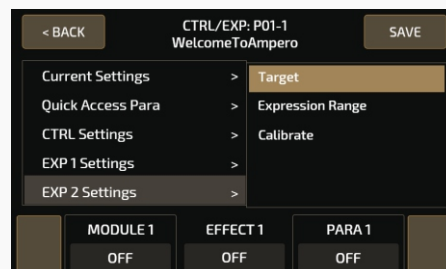 < BACK
CTRL/EXP: P01-1
WelcomeToAmpero
SAVE
Current Settings >
Quick Access Para >
CTRL Settings >
EXP 1 Settings >
EXP 2 Settings >
Target
Expression Range
Calibrate
MODULE 1 EFFECT 1 PARA 1
OFF OFF OFF